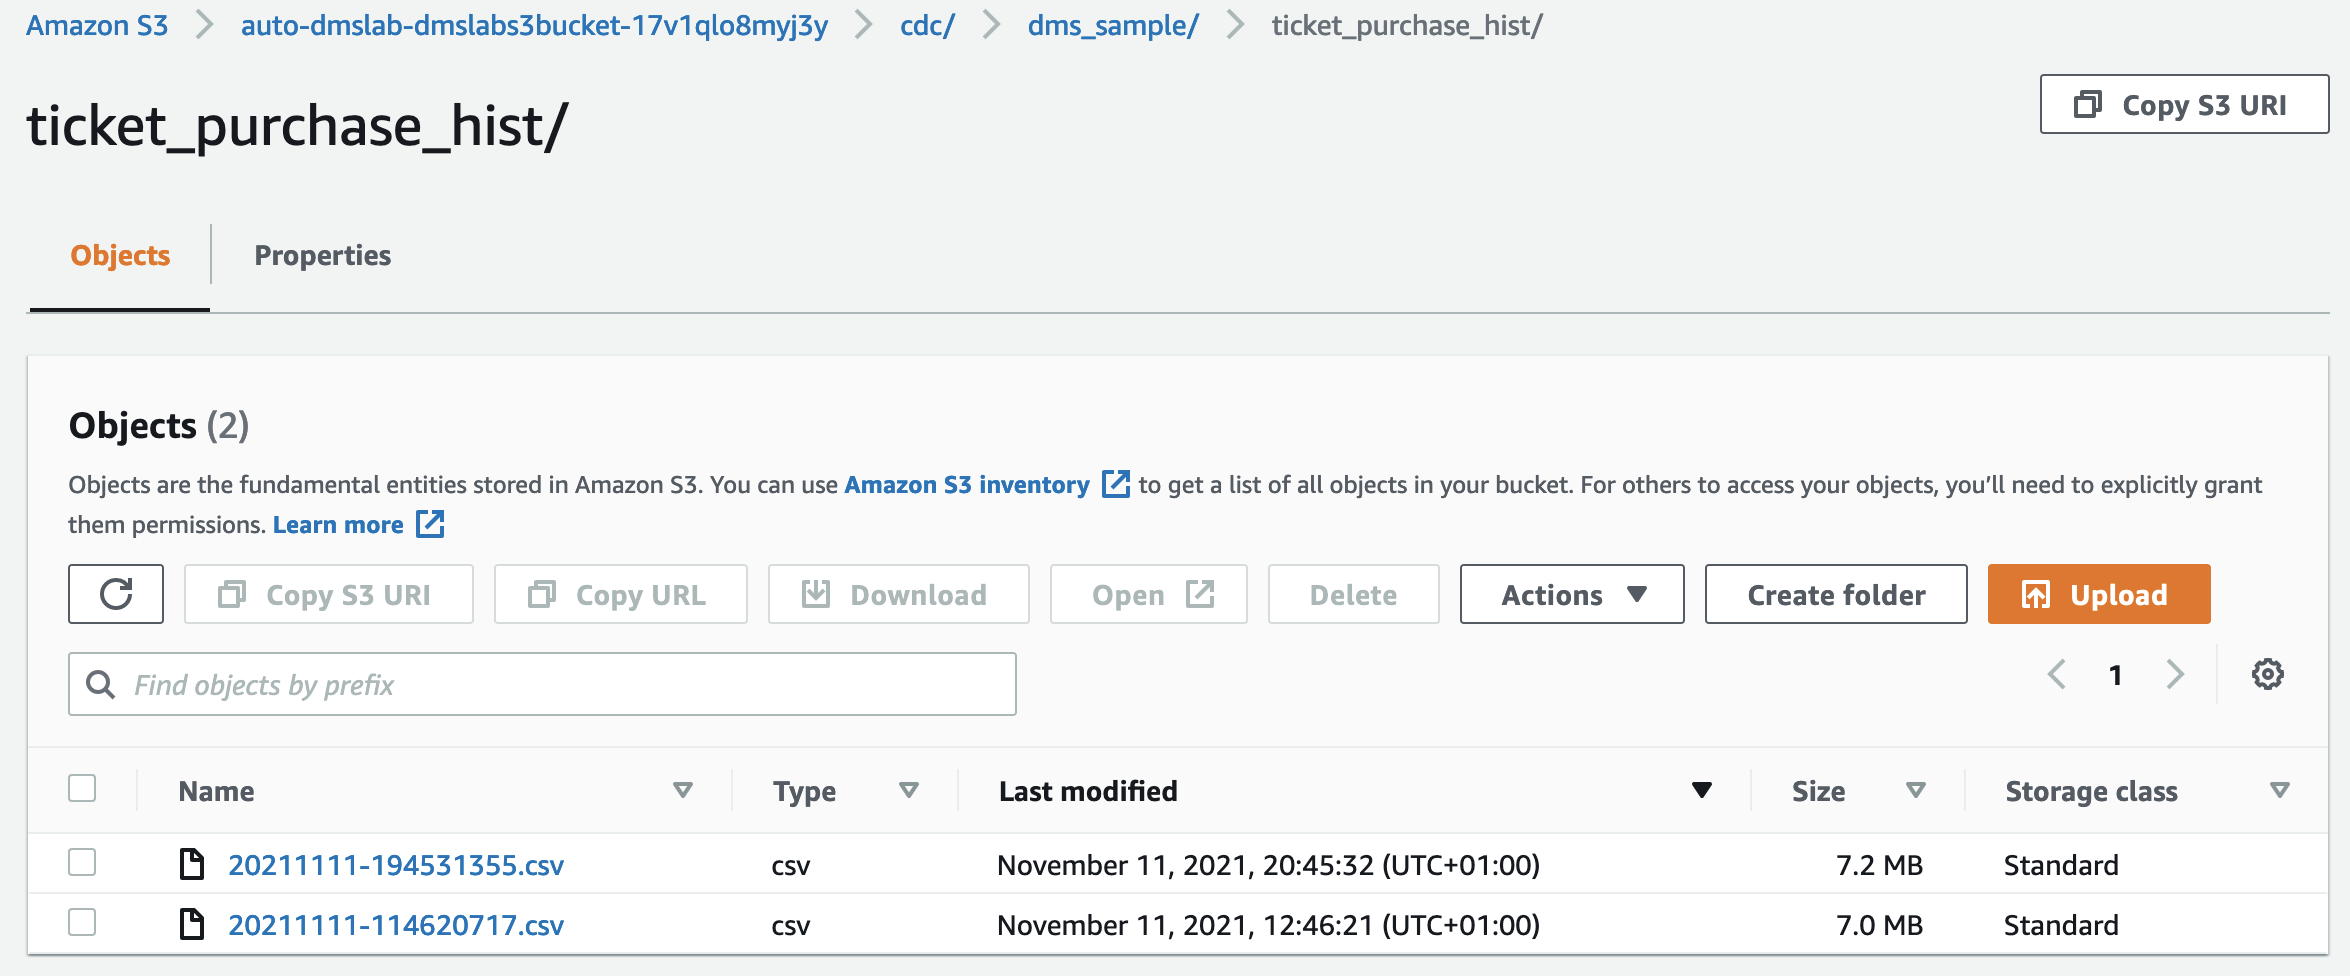 Amazon S3 auto-dmslab-dmslabs3bucket-17v1qlo8myj3y cdc/ dms_sample/ ticket_purchase_hist/
ticket_purchase_hist/
Copy S3 URI
Objects Properties
Objects (2)
Objects are the fundamental entities stored in Amazon S3. You can use Amazon S3 inventory to get a list of all objects in your bucket. For others to access your objects, you’ll need to explicitly grant
them permissions. Learn more
Copy S3 URI Copy URL Download Open Delete Actions Create folder Upload
Find objects by prefix 1
Name Type Last modified Size Storage class
20211111-194531355.csv csv November 11, 2021, 20:45:32 (UTC+01:00) 7.2 MB Standard
20211111-114620717.csv csv November 11, 2021, 12:46:21 (UTC+01:00) 7.0 MB Standard